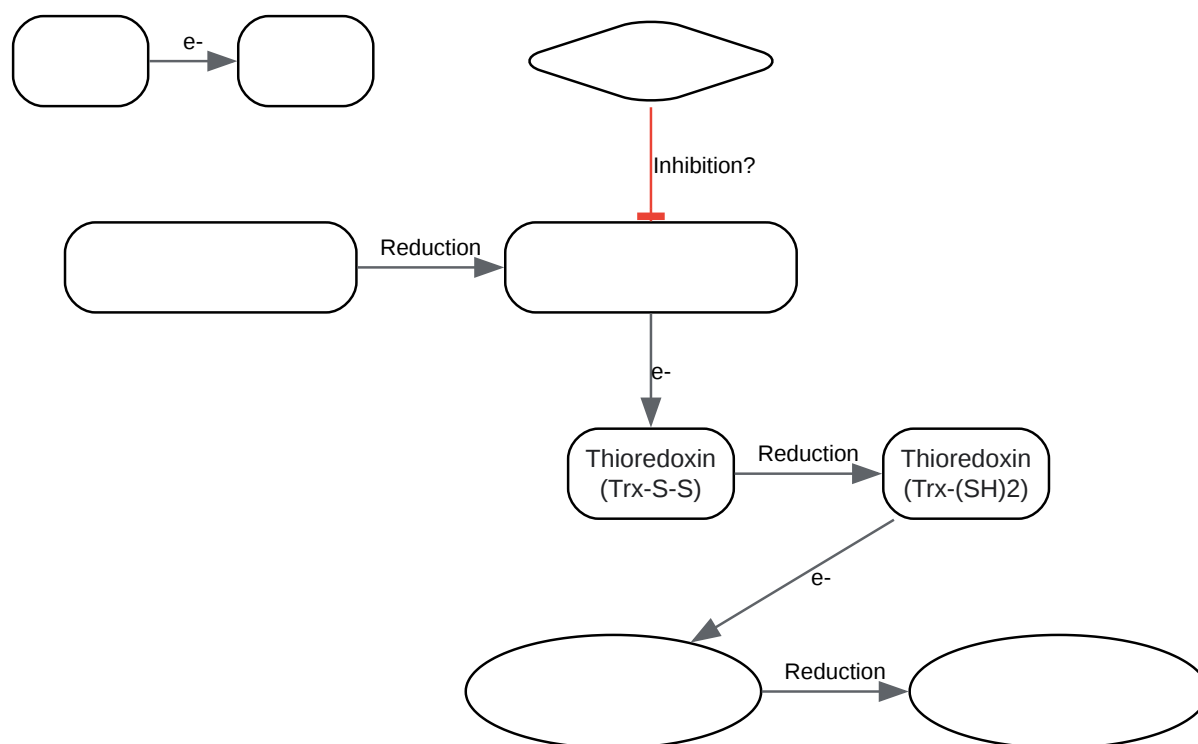 e-
Inhibition?
Reduction
e-
Thioredoxin
(Trx-S-S)
Reduction
Thioredoxin
(Trx-(SH)2)
e-
Reduction